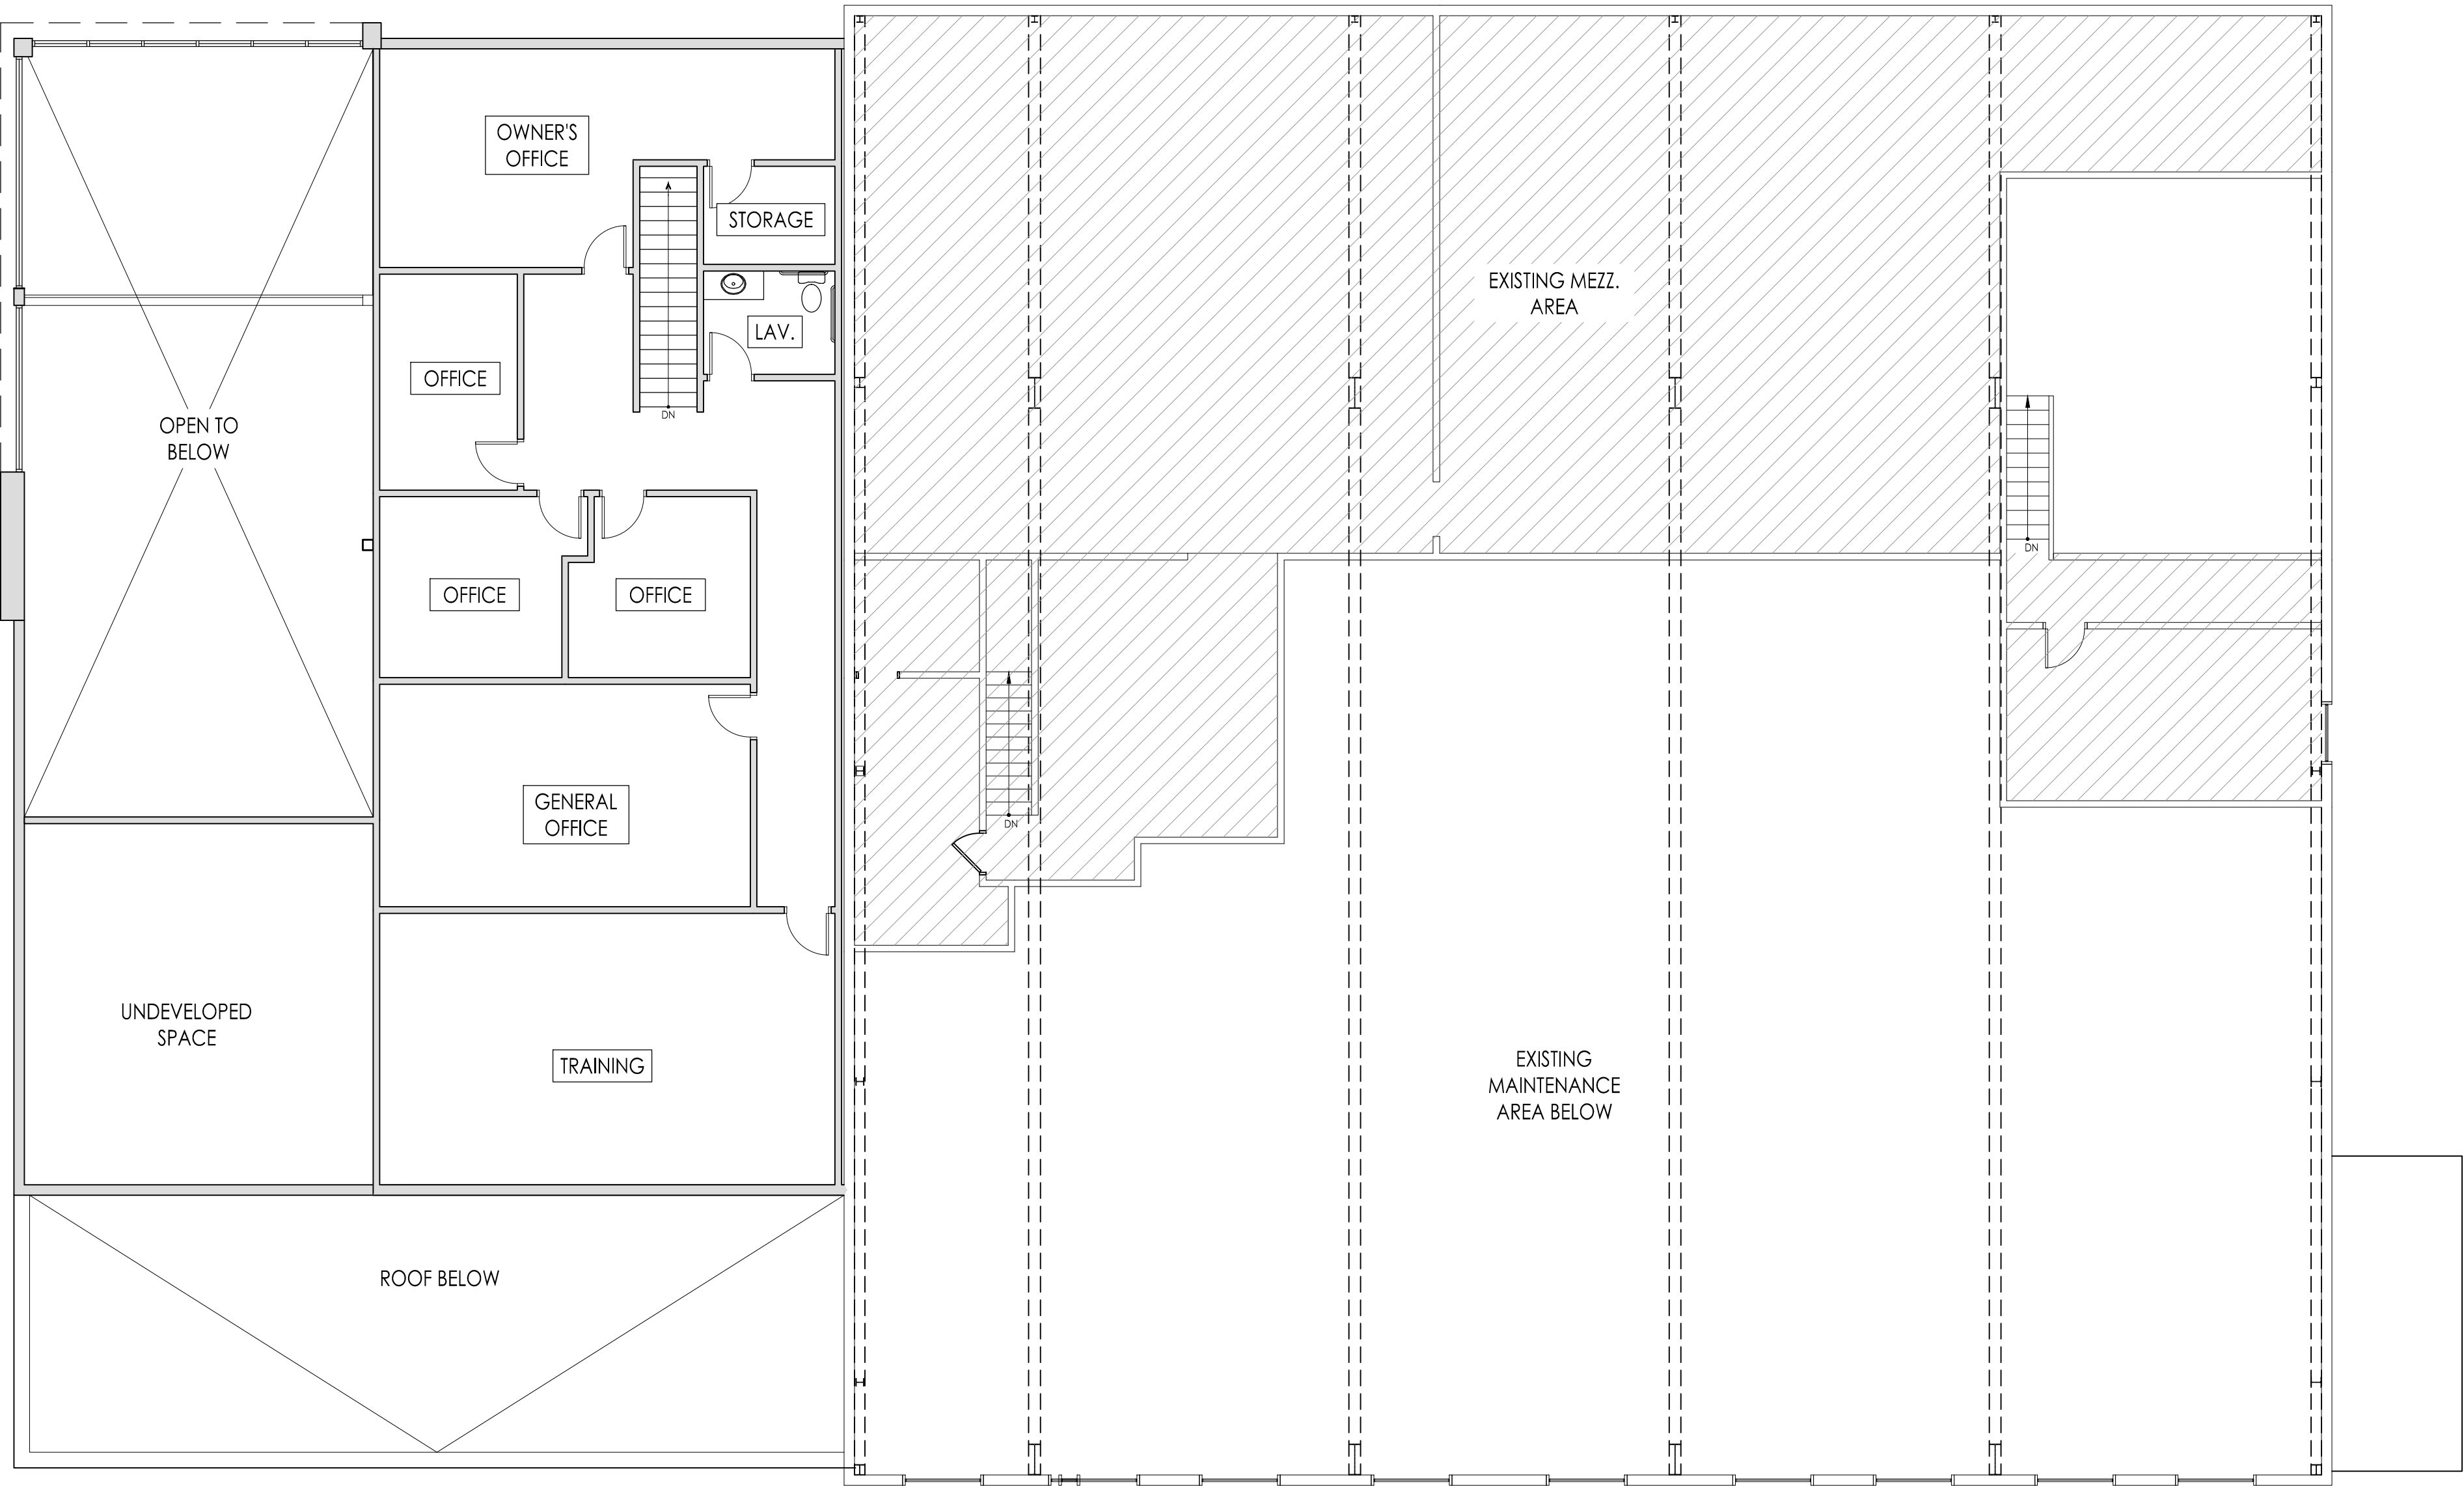 OWNER'S
OFFICE
STORAGE
LAV.
OFFICE
DN
OPEN TO
BELOW
OFFICE
OFFICE
GENERAL
OFFICE
UNDEVELOPED
SPACE
TRAINING
ROOF BELOW
EXISTING MEZZ.
AREA
DN
DN
EXISTING
MAINTENANCE
AREA BELOW